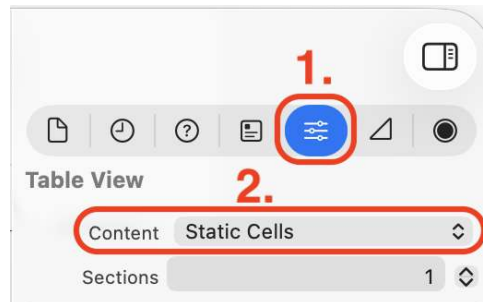 1.
Table View
2.
Content Static Cells
Sections 1